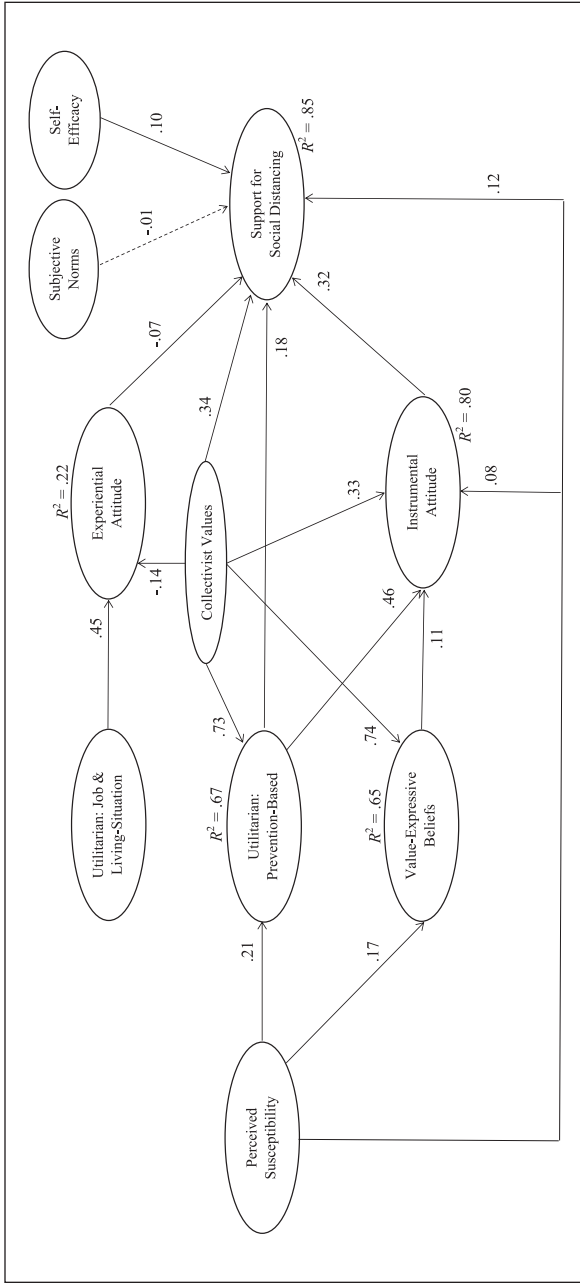 Self-
Efficacy
Subjective
Norms
.10
-.01
R² = .85
Support for
Social Distancing
.12
-.07
.34
.18
.32
R² = .22
Experiential
Attitude
Collectivist Values
R² = .80
Instrumental
Attitude
.08
-.14
.33
.45
.73
.46
.11
.74
Utilitarian: Job &
Living-Situation
R² = .67
Utilitarian:
Prevention-Based
R² = .65
Value-Expressive
Beliefs
.21
.17
Perceived
Susceptibility